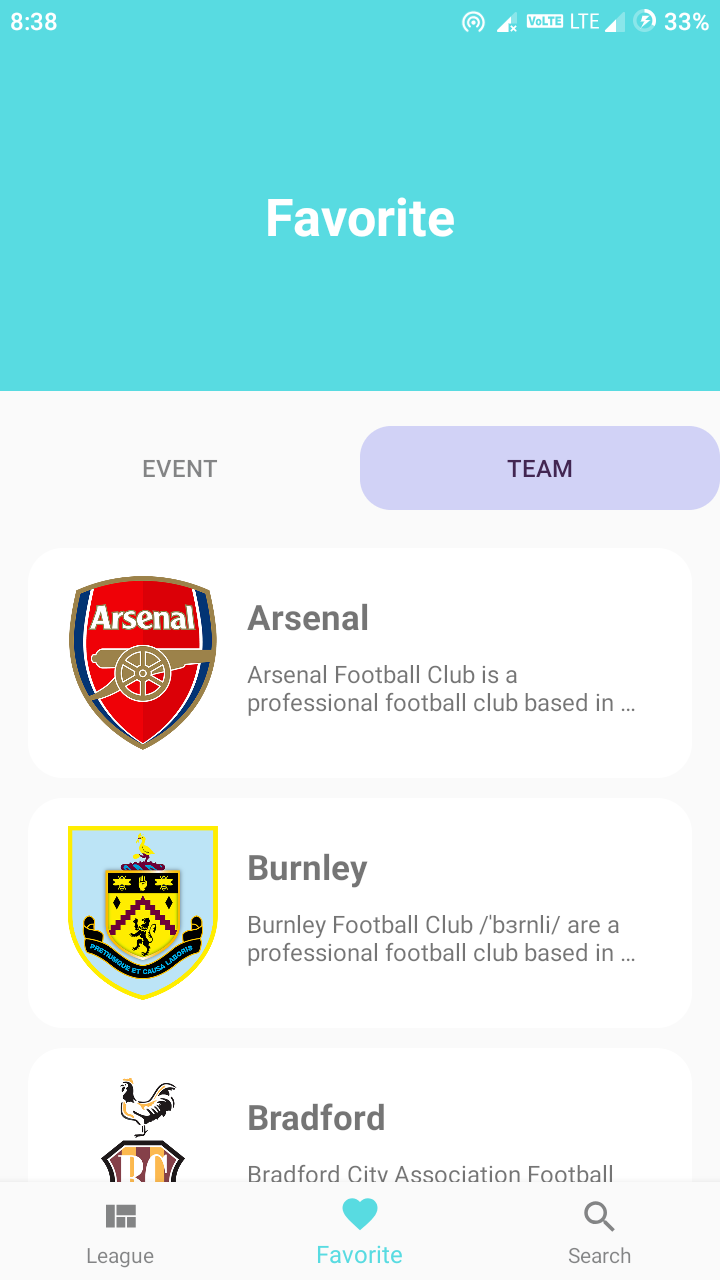 8:38
VoLTE LTE 33%
Favorite
EVENT
TEAM
Arsenal
Arsenal
Arsenal Football Club is a
professional football club based in ...
PRETIUMQUE ET CAUSA LABORIS
Burnley
Burnley Football Club /ˈbɜrnli/ are a
professional football club based in ...
BC
Bradford
Bradford City Association Football
League
Favorite
Search